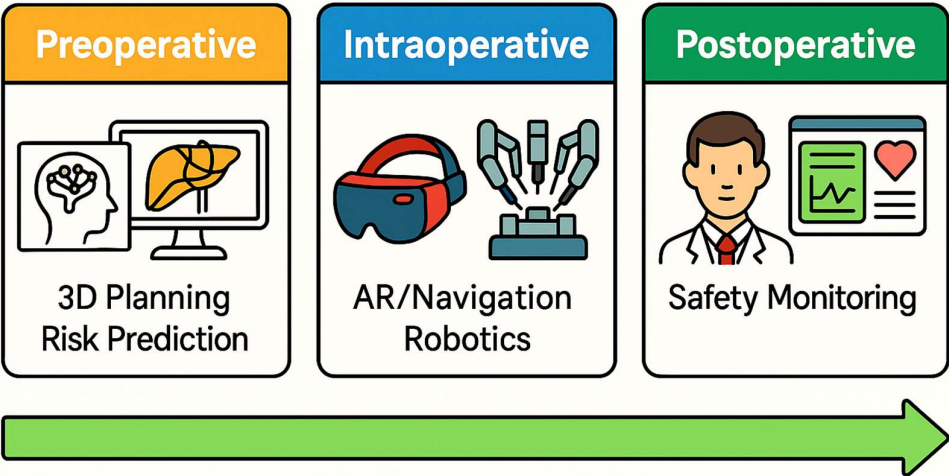 Preoperative
3D Planning
Risk Prediction
Intraoperative
AR/Navigation
Robotics
Postoperative
Safety Monitoring